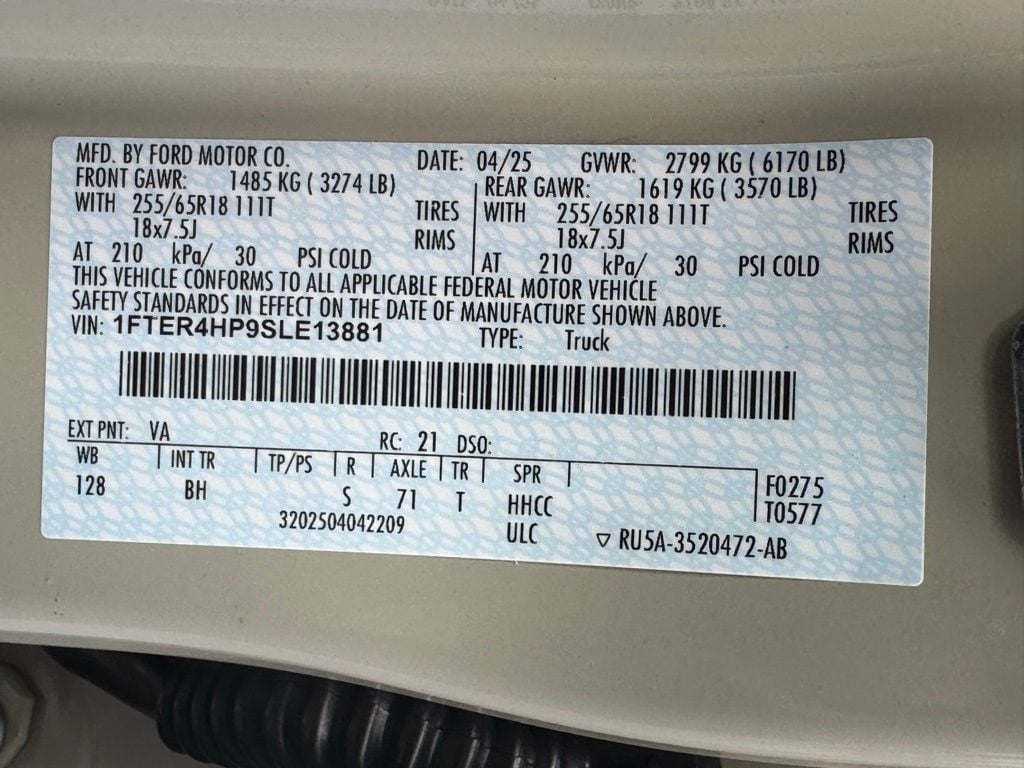 MFD. BY FORD MOTOR CO. DATE: 04/25 GVWR: 2799 KG ( 6170 LB)
FRONT GAWR: 1485 KG ( 3274 LB) REAR GAWR: 1619 KG ( 3570 LB)
WITH 255/65R18 111T TIRES WITH 255/65R18 111T TIRES
18x7.5J RIMS 18x7.5J RIMS
AT 210 kPa/ 30 PSI COLD AT 210 kPa/ 30 PSI COLD
THIS VEHICLE CONFORMS TO ALL APPLICABLE FEDERAL MOTOR VEHICLE
SAFETY STANDARDS IN EFFECT ON THE DATE OF MANUFACTURE SHOWN ABOVE.
VIN: 1FTER4HP9SLE13881 TYPE: Truck
EXT PNT: VA RC: 21 DSO:
WB INT TR TP/PS R AXLE TR SPR F0275
128 BH S 71 T HHCC T0577
3202504042209 ULC ▽ RU5A-3520472-AB